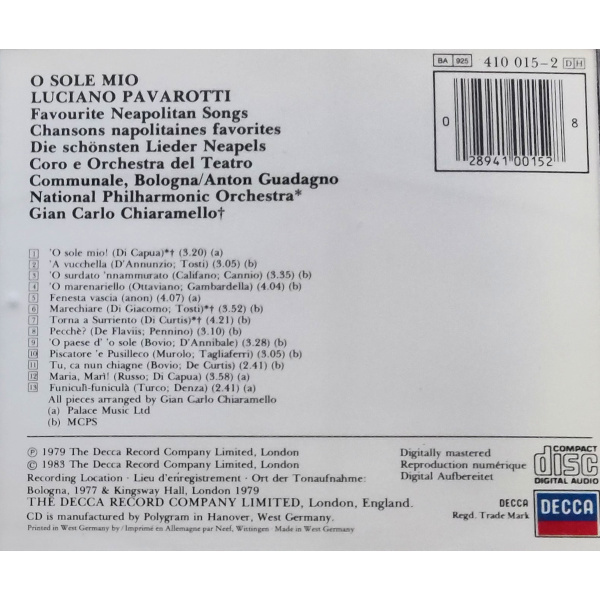 BA 925 410 015-2 DH
O SOLE MIO
LUCIANO PAVAROTTI
Favourite Neapolitan Songs
Chansons napolitaines favorites
Die schönsten Lieder Neapels
Coro e Orchestra del Teatro
Communale, Bologna/Anton Guadagno
National Philharmonic Orchestra*
Gian Carlo Chiaramello†
0 28941 00152 8
1 'O sole mio! (Di Capua)*† (3.20) (a)
2 'A vucchella (D'Annunzio; Tosti) (3.05) (b)
3 'O surdato 'nnammurato (Califano; Cannio) (3.35) (b)
4 'O marenariello (Ottaviano; Gambardella) (4.04) (b)
5 Fenesta vascia (anon) (4.07) (a)
6 Marechiare (Di Giacomo; Tosti)*† (3.52) (b)
7 Torna a Surriento (Di Curtis)*† (4.21) (b)
8 Pecchè? (De Flaviis; Pennino) (3.10) (b)
9 'O paese d' 'o sole (Bovio; D'Annibale) (3.28) (b)
10 Piscatore 'e Pusilleco (Murolo; Tagliaferri) (3.05) (b)
11 Tu, ca nun chiagne (Bovio; De Curtis) (2.41) (b)
12 Maria, Marì! (Russo; Di Capua) (3.58) (a)
13 Funiculì-funiculà (Turco; Denza) (2.41) (a)
All pieces arranged by Gian Carlo Chiaramello
(a) Palace Music Ltd
(b) MCPS
℗ 1979 The Decca Record Company Limited, London
© 1983 The Decca Record Company Limited, London
Recording Location · Lieu d'enregistrement · Ort der Tonaufnahme:
Bologna, 1977 & Kingsway Hall, London 1979
THE DECCA RECORD COMPANY LIMITED, London, England.
CD is manufactured by Polygram in Hanover, West Germany.
Printed in West Germany by / Imprimé en Allemagne par Neef, Wittingen Made in West Germany
Digitally mastered
Reproduction numérique
Digital Aufbereitet
COMPACT
disc
DIGITAL AUDIO
DECCA
Regd. Trade Mark
DECCA